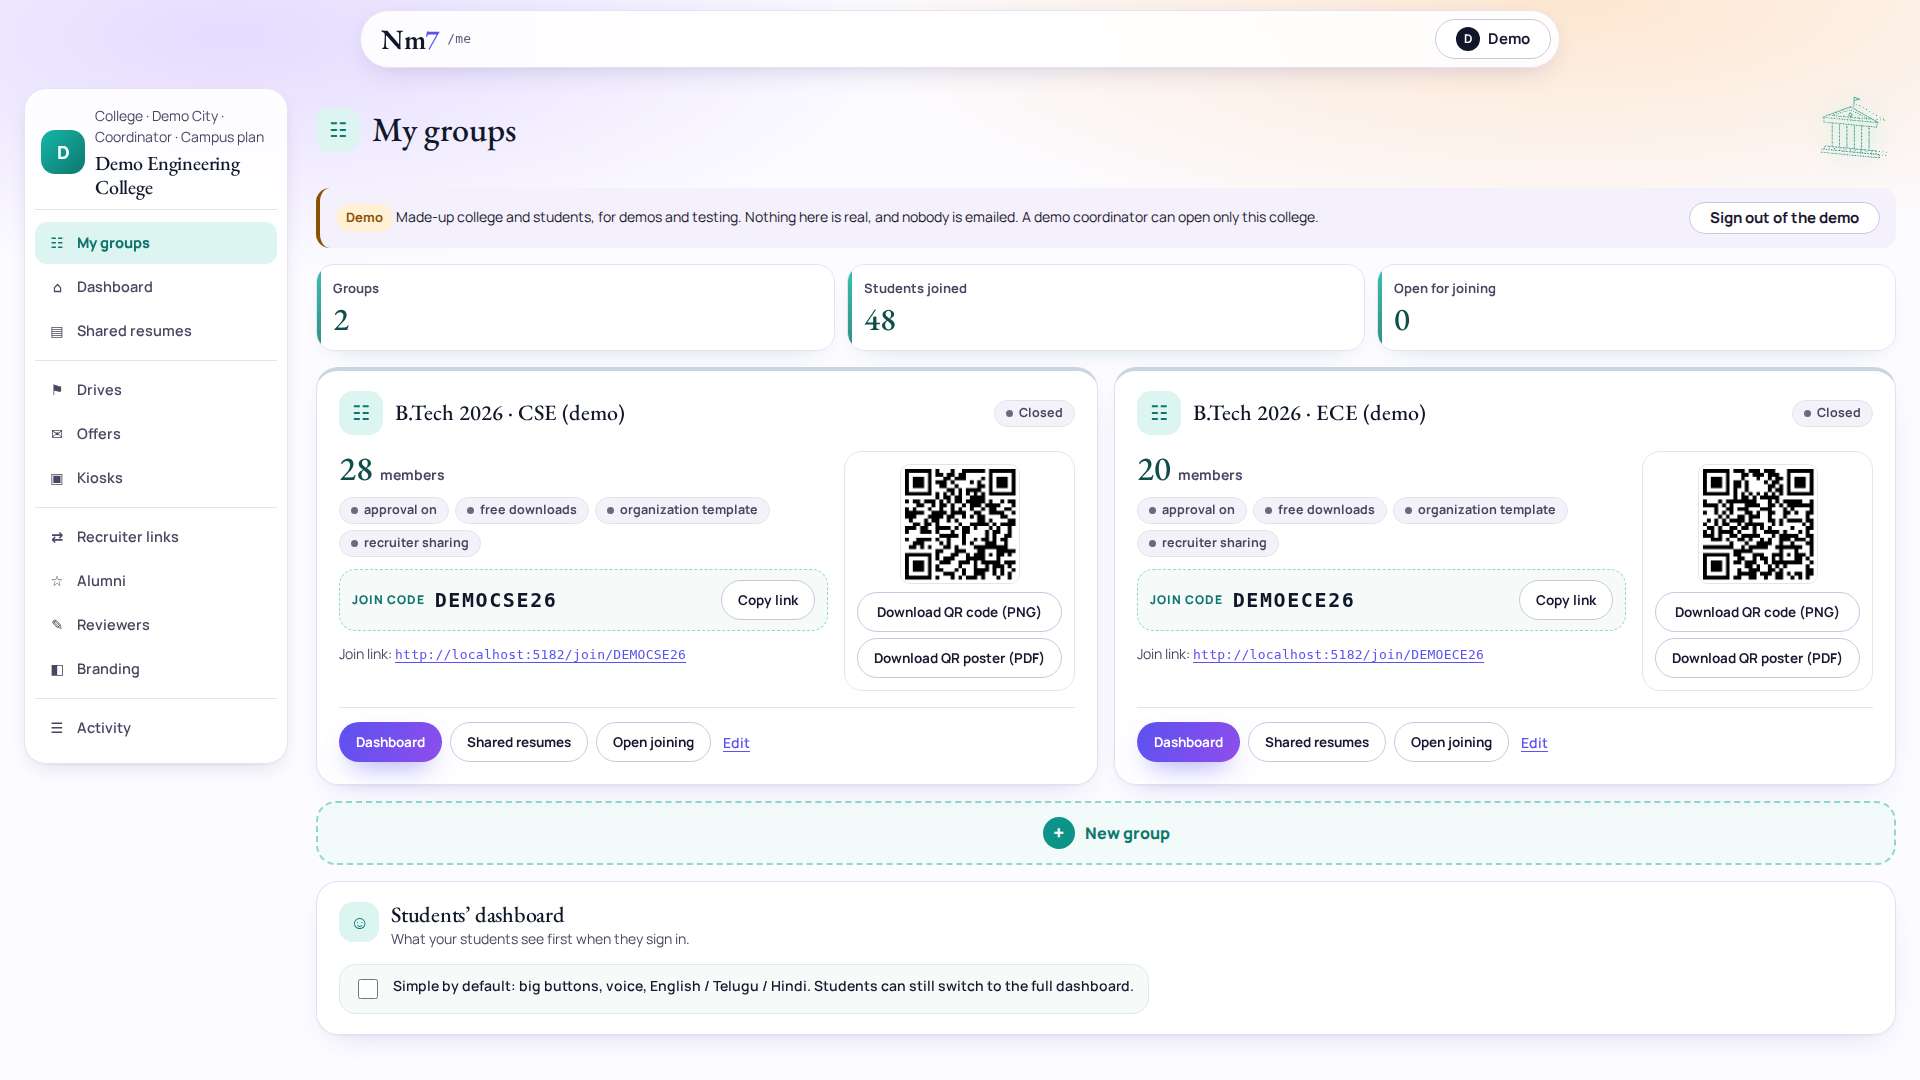 Nm7 /me
D Demo
College · Demo City ·
Coordinator · Campus plan
D
Demo Engineering
College
My groups
Dashboard
Shared resumes
Drives
Offers
Kiosks
Recruiter links
Alumni
Reviewers
Branding
Activity
My groups
Demo Made-up college and students, for demos and testing. Nothing here is real, and nobody is emailed. A demo coordinator can open only this college.
Sign out of the demo
Groups
2
Students joined
48
Open for joining
0
B.Tech 2026 · CSE (demo)
Closed
28 members
approval on
free downloads
organization template
recruiter sharing
JOIN CODE DEMOCSE26
Copy link
Join link: http://localhost:5182/join/DEMOCSE26
Download QR code (PNG)
Download QR poster (PDF)
Dashboard
Shared resumes
Open joining
Edit
B.Tech 2026 · ECE (demo)
Closed
20 members
approval on
free downloads
organization template
recruiter sharing
JOIN CODE DEMOECE26
Copy link
Join link: http://localhost:5182/join/DEMOECE26
Download QR code (PNG)
Download QR poster (PDF)
Dashboard
Shared resumes
Open joining
Edit
+ New group
Students’ dashboard
What your students see first when they sign in.
Simple by default: big buttons, voice, English / Telugu / Hindi. Students can still switch to the full dashboard.